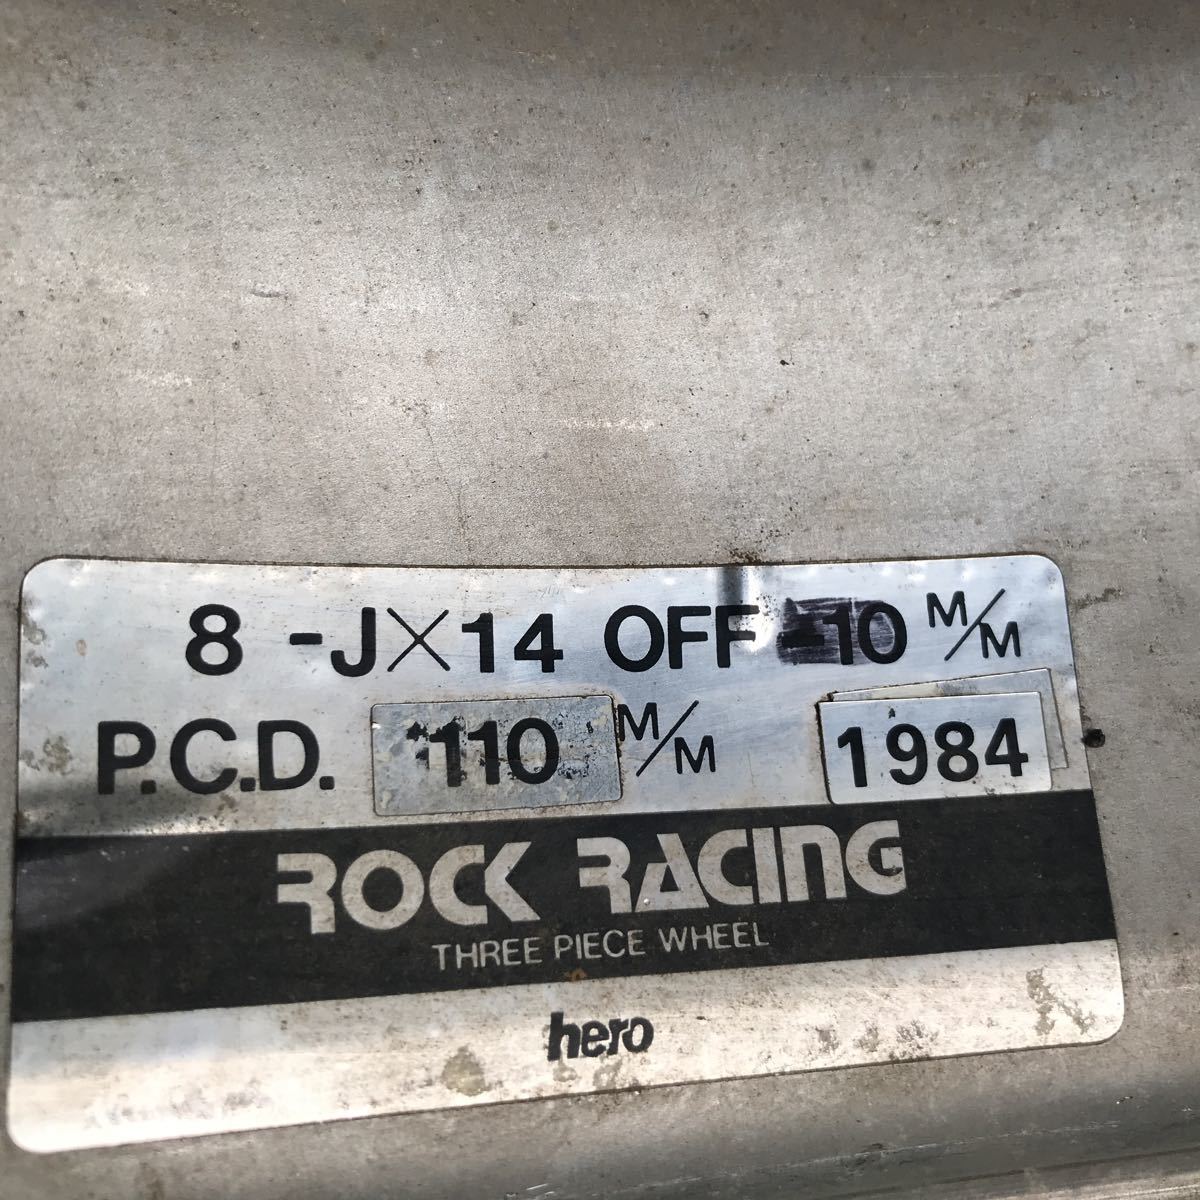 8 -J×14 OFF -10 M/M
P.C.D. 110 M/M 1984
ROCK RACING
THREE PIECE WHEEL
hero